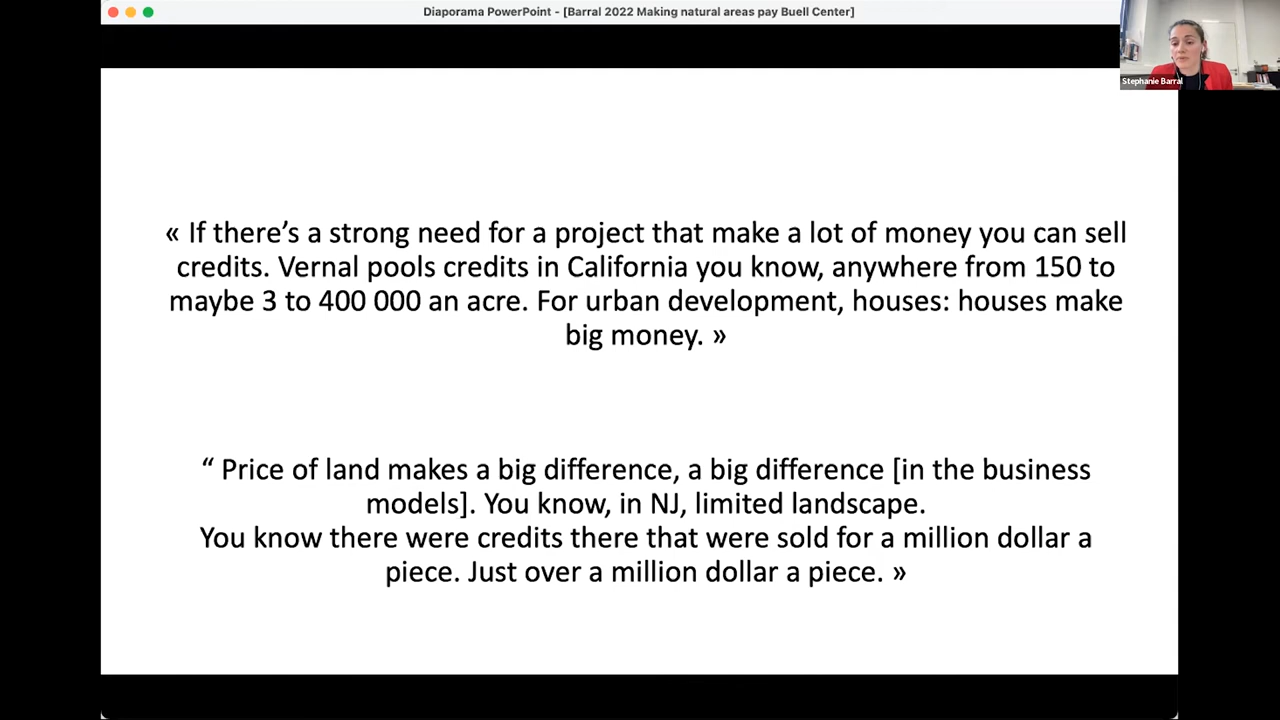 Diaporama PowerPoint - [Barral 2022 Making natural areas pay Buell Center]
Stephanie Barral
« If there’s a strong need for a project that make a lot of money you can sell
credits. Vernal pools credits in California you know, anywhere from 150 to
maybe 3 to 400 000 an acre. For urban development, houses: houses make
big money. »
“ Price of land makes a big difference, a big difference [in the business
models]. You know, in NJ, limited landscape.
You know there were credits there that were sold for a million dollar a
piece. Just over a million dollar a piece. »